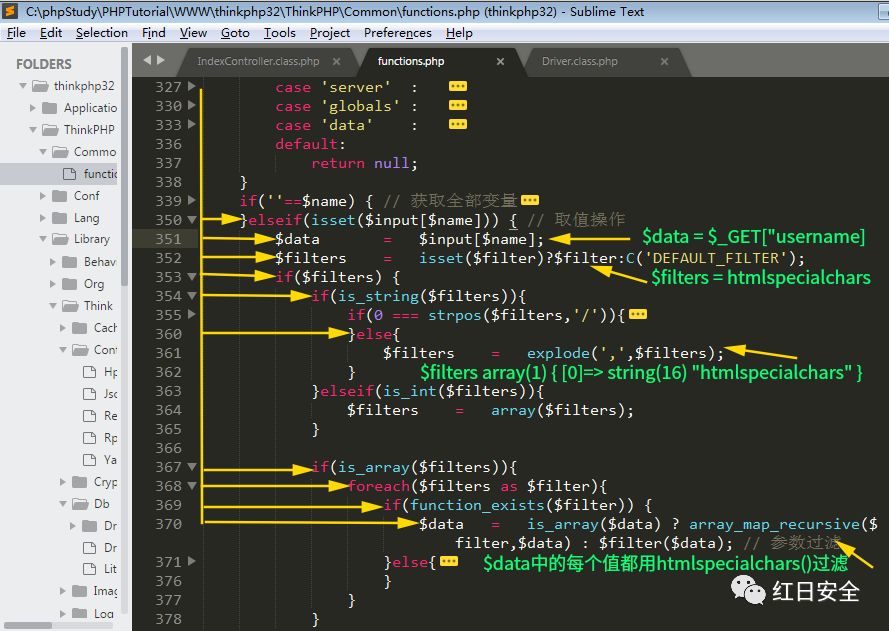 C:\phpStudy\PHPTutorial\WWW\thinkphp32\ThinkPHP\Common\functions.php (thinkphp32) - Sublime Text
File Edit Selection Find View Goto Tools Project Preferences Help
FOLDERS
thinkphp32
Applicatio
ThinkPHP
Commo
functio
Conf
Lang
Library
Behav
Org
Think
Cach
Cont
Hp
Jsc
Re
Rp
Ya
Cryp
Db
Dr
Dr
Lit
Imag
Log
IndexController.class.php × functions.php × Driver.class.php ×
327 case 'server' :
330 case 'globals' :
333 case 'data' :
336 default:
337 return null;
338 }
339 if(''==$name) { // 获取全部变量
350 }elseif(isset($input[$name])) { // 取值操作
351 $data = $input[$name]; $data = $_GET["username]
352 $filters = isset($filter)?$filter:C('DEFAULT_FILTER');
353 if($filters) { $filters = htmlspecialchars
354 if(is_string($filters)){
355 if(0 === strpos($filters,'/')){
360 }else{
361 $filters = explode(',',$filters);
362 } $filters array(1) { [0]=> string(16) "htmlspecialchars" }
363 }elseif(is_int($filters)){
364 $filters = array($filters);
365 }
366
367 if(is_array($filters)){
368 foreach($filters as $filter){
369 if(function_exists($filter)) {
370 $data = is_array($data) ? array_map_recursive($
filter,$data) : $filter($data); // 参数过滤
371 }else{ $data中的每个值都用htmlspecialchars()过滤
376 }
377 }
378 }
红日安全